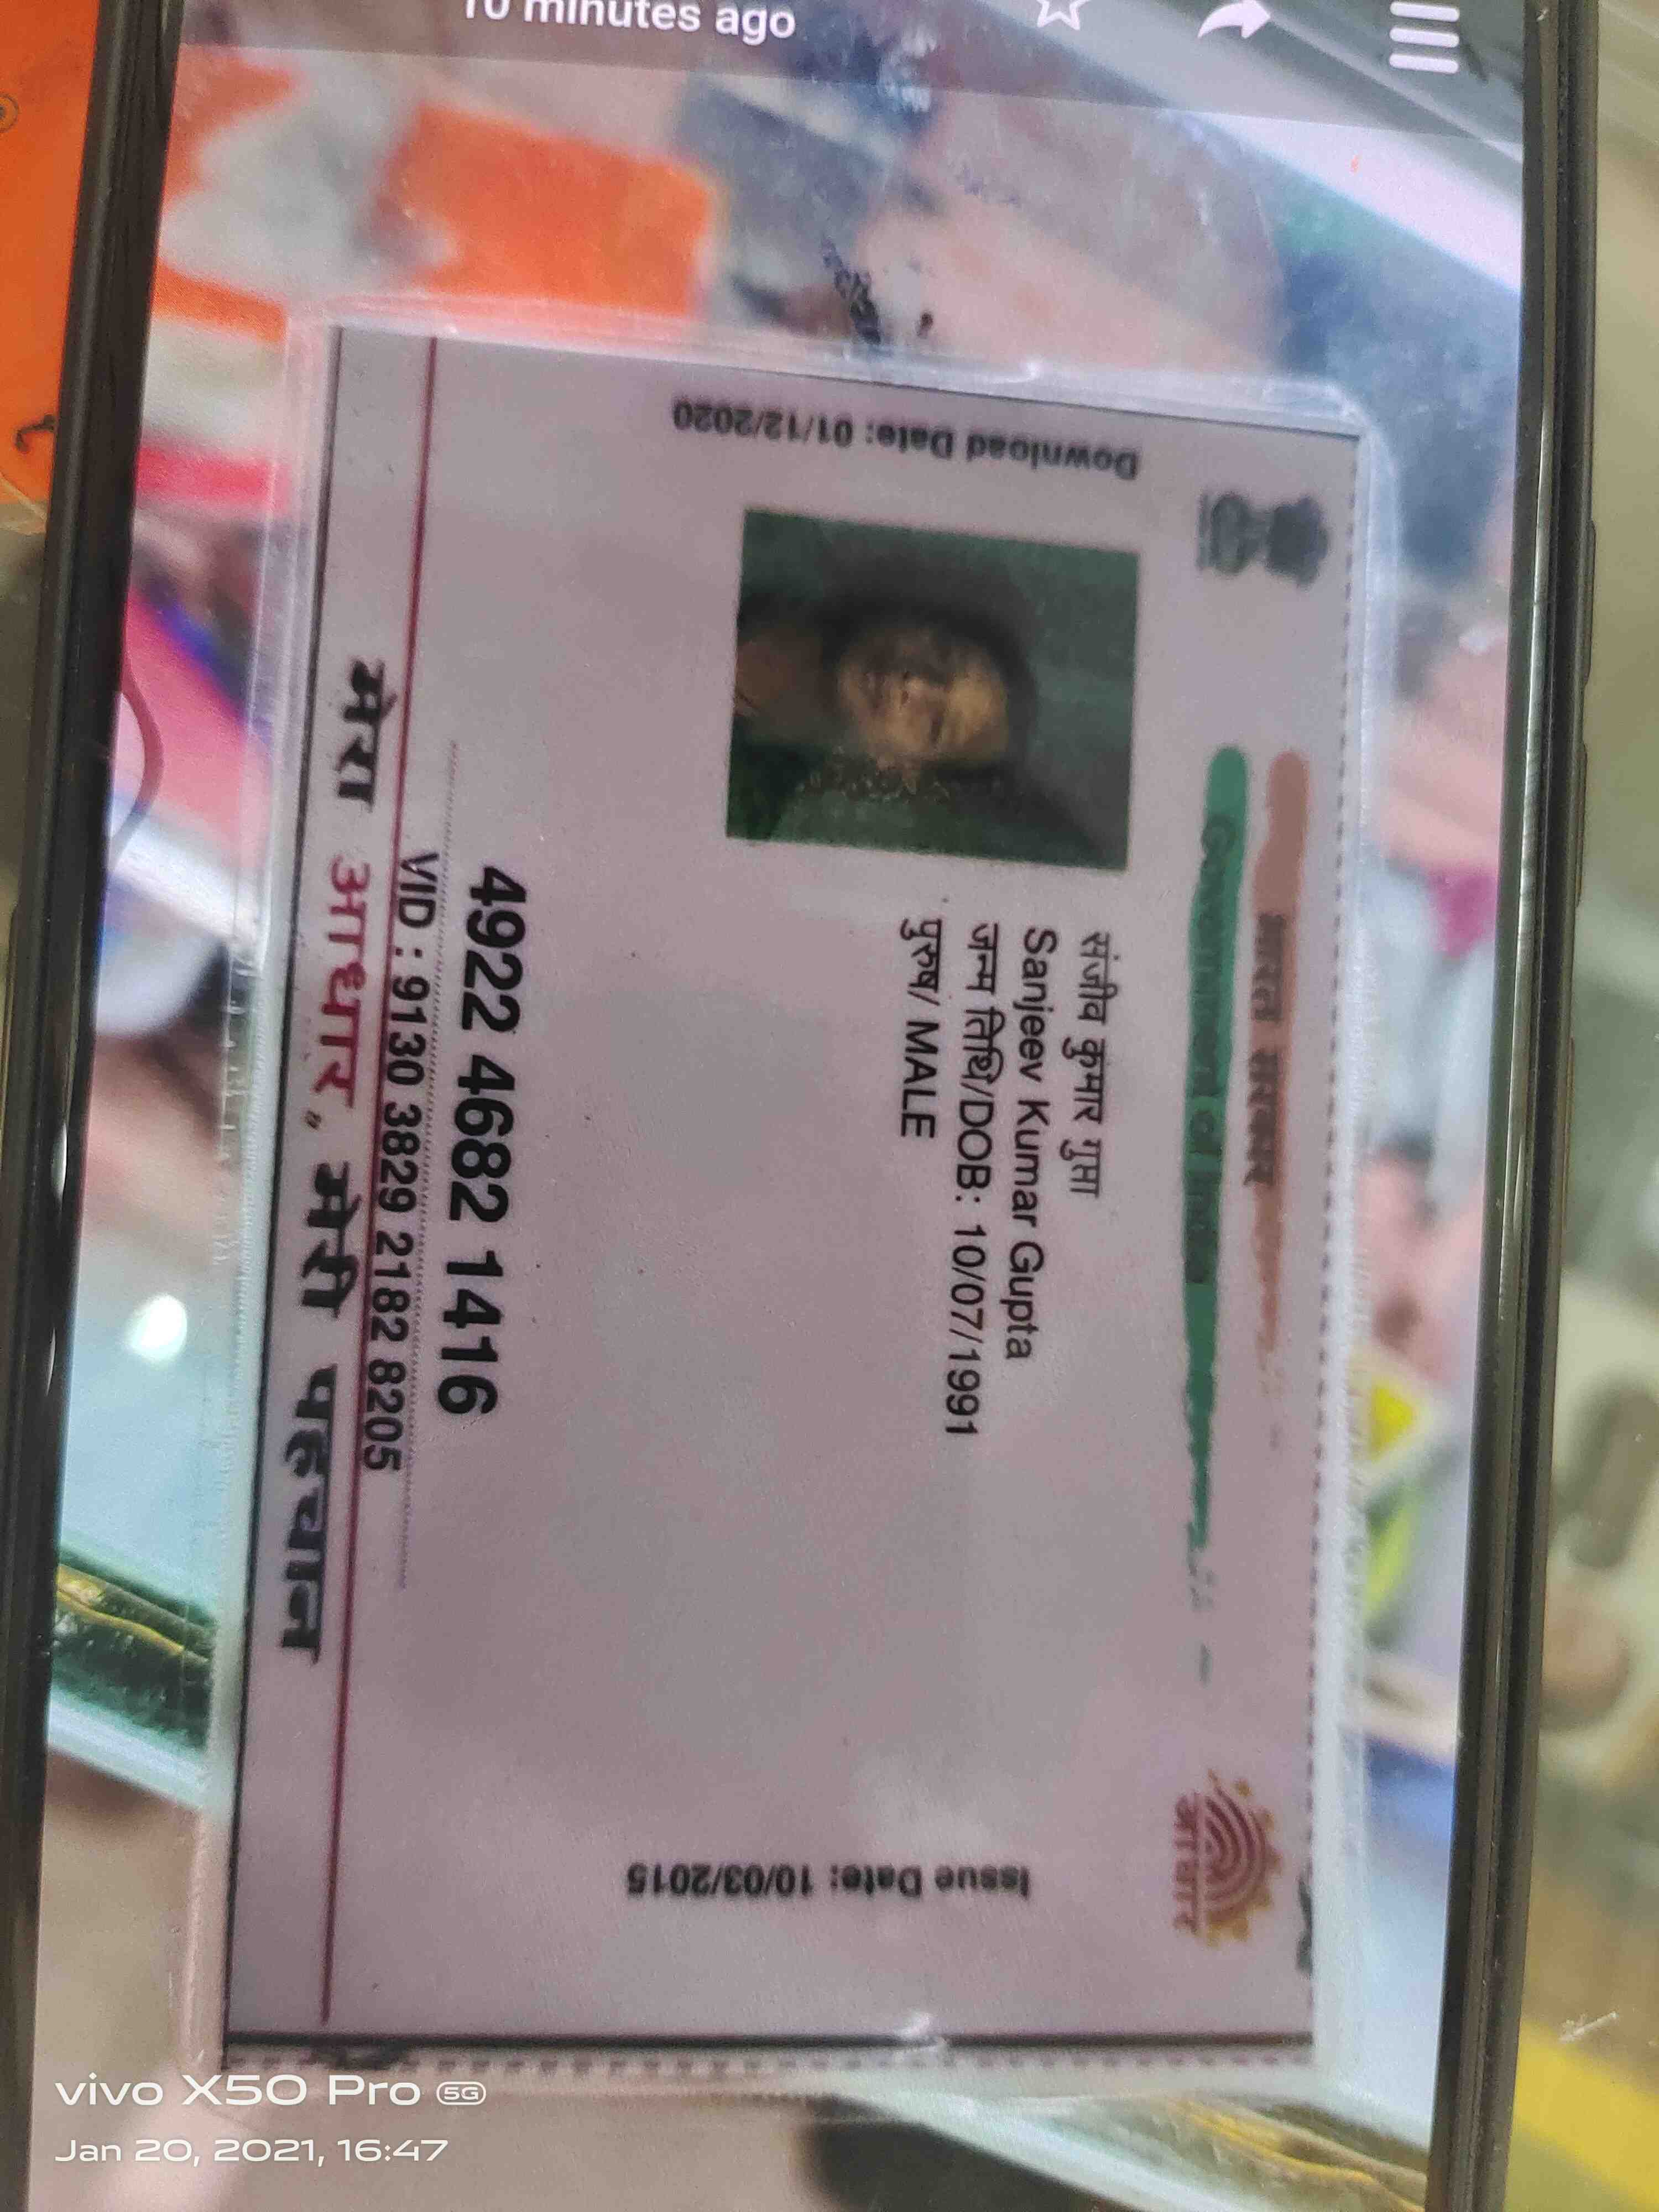 10 minutes ago
भारत सरकार
Government of India
Download Date: 01/12/2020
संजीव कुमार गुप्ता
Sanjeev Kumar Gupta
जन्म तिथि/DOB: 10/07/1991
पुरुष/ MALE
Issue Date: 10/03/2015
आधार
4922 4682 1416
VID : 9130 3829 2182 8205
मेरा आधार, मेरी पहचान
vivo X50 Pro 5G
Jan 20, 2021, 16:47